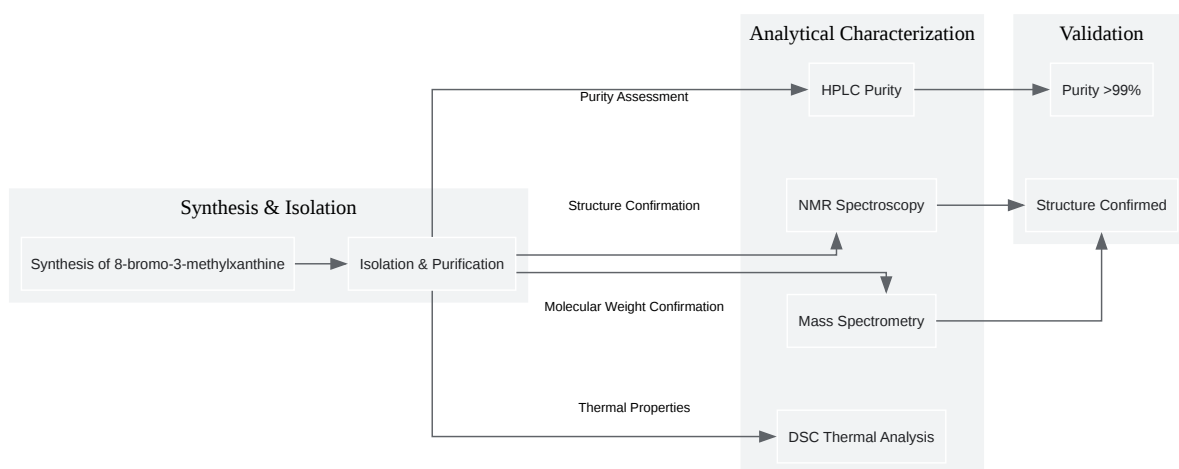 Analytical Characterization
Validation
HPLC Purity
Purity >99%
Purity Assessment
Synthesis & Isolation
Structure Confirmation
NMR Spectroscopy
Structure Confirmed
Synthesis of 8-bromo-3-methylxanthine
Isolation & Purification
Molecular Weight Confirmation
Mass Spectrometry
Thermal Properties
DSC Thermal Analysis